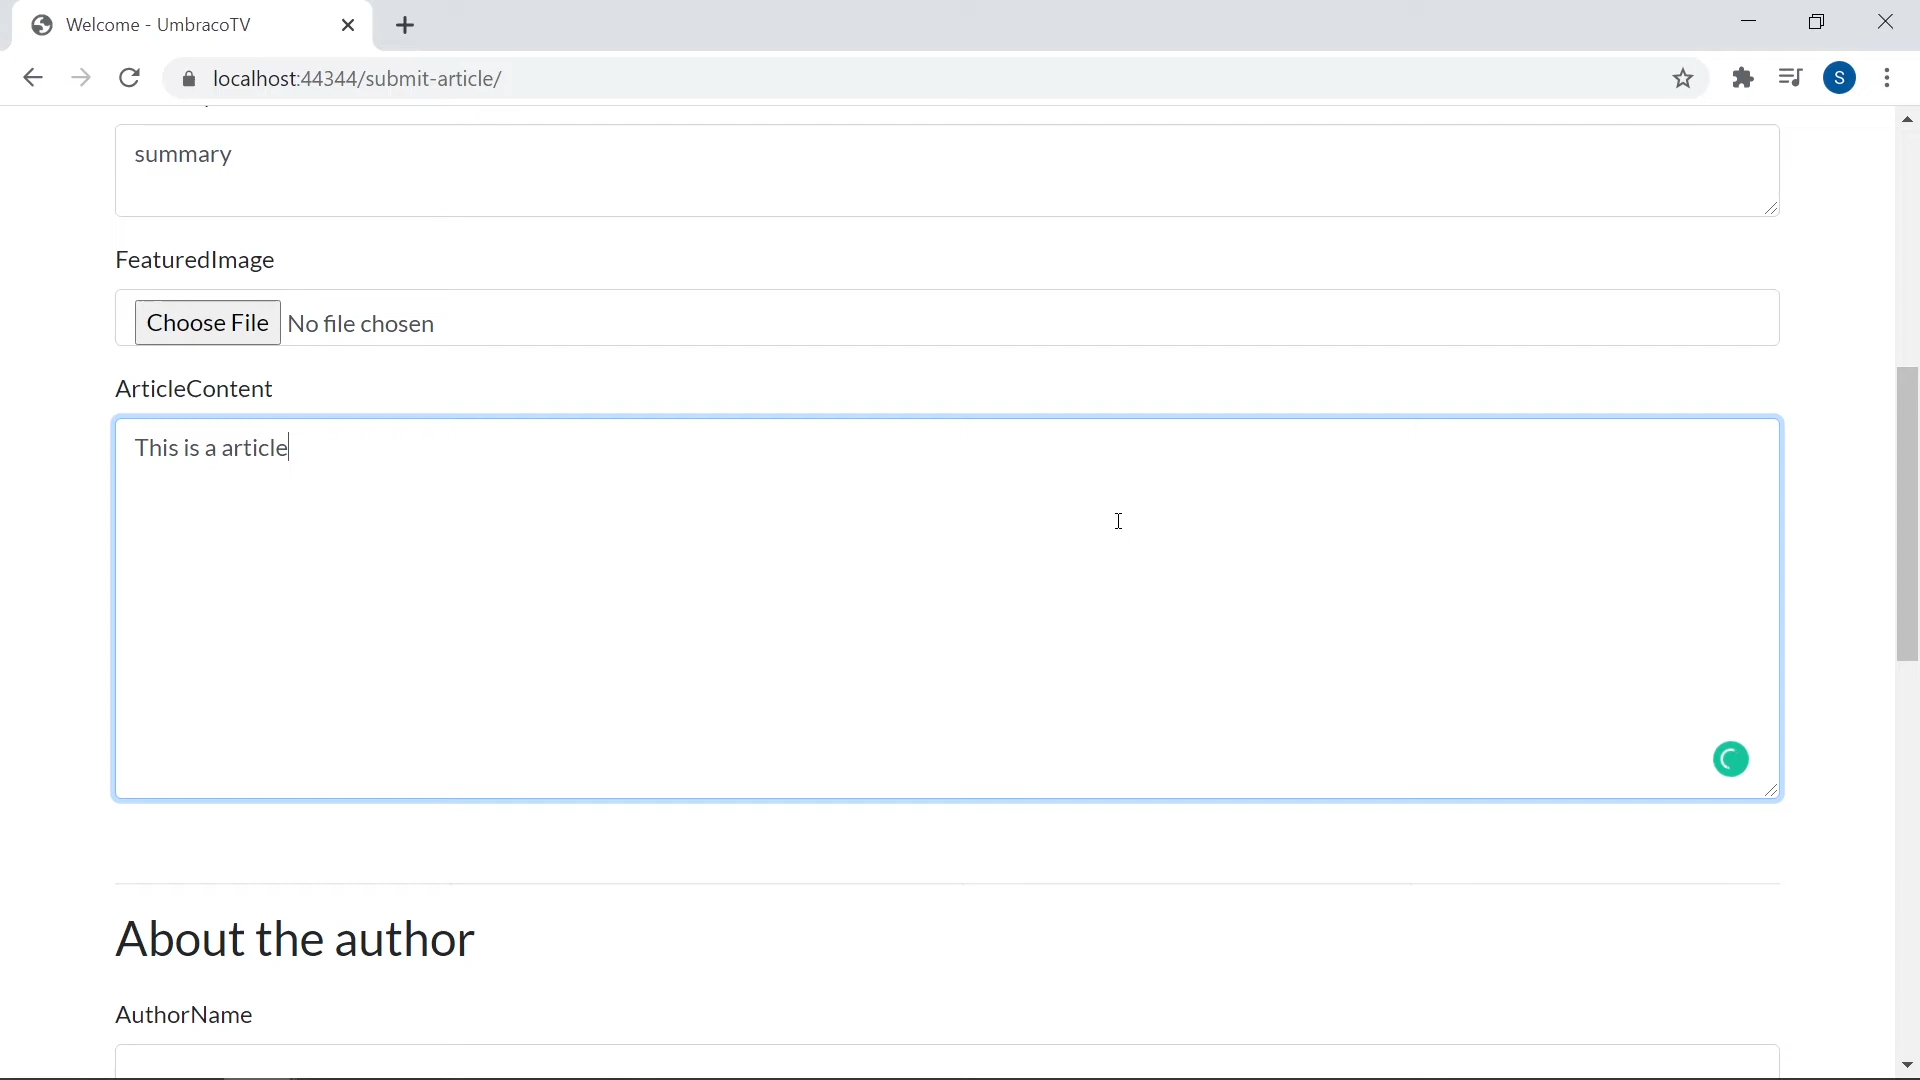 Welcome - UmbracoTV
localhost:44344/submit-article/
S
summary
FeaturedImage
Choose File No file chosen
ArticleContent
This is a article
About the author
AuthorName